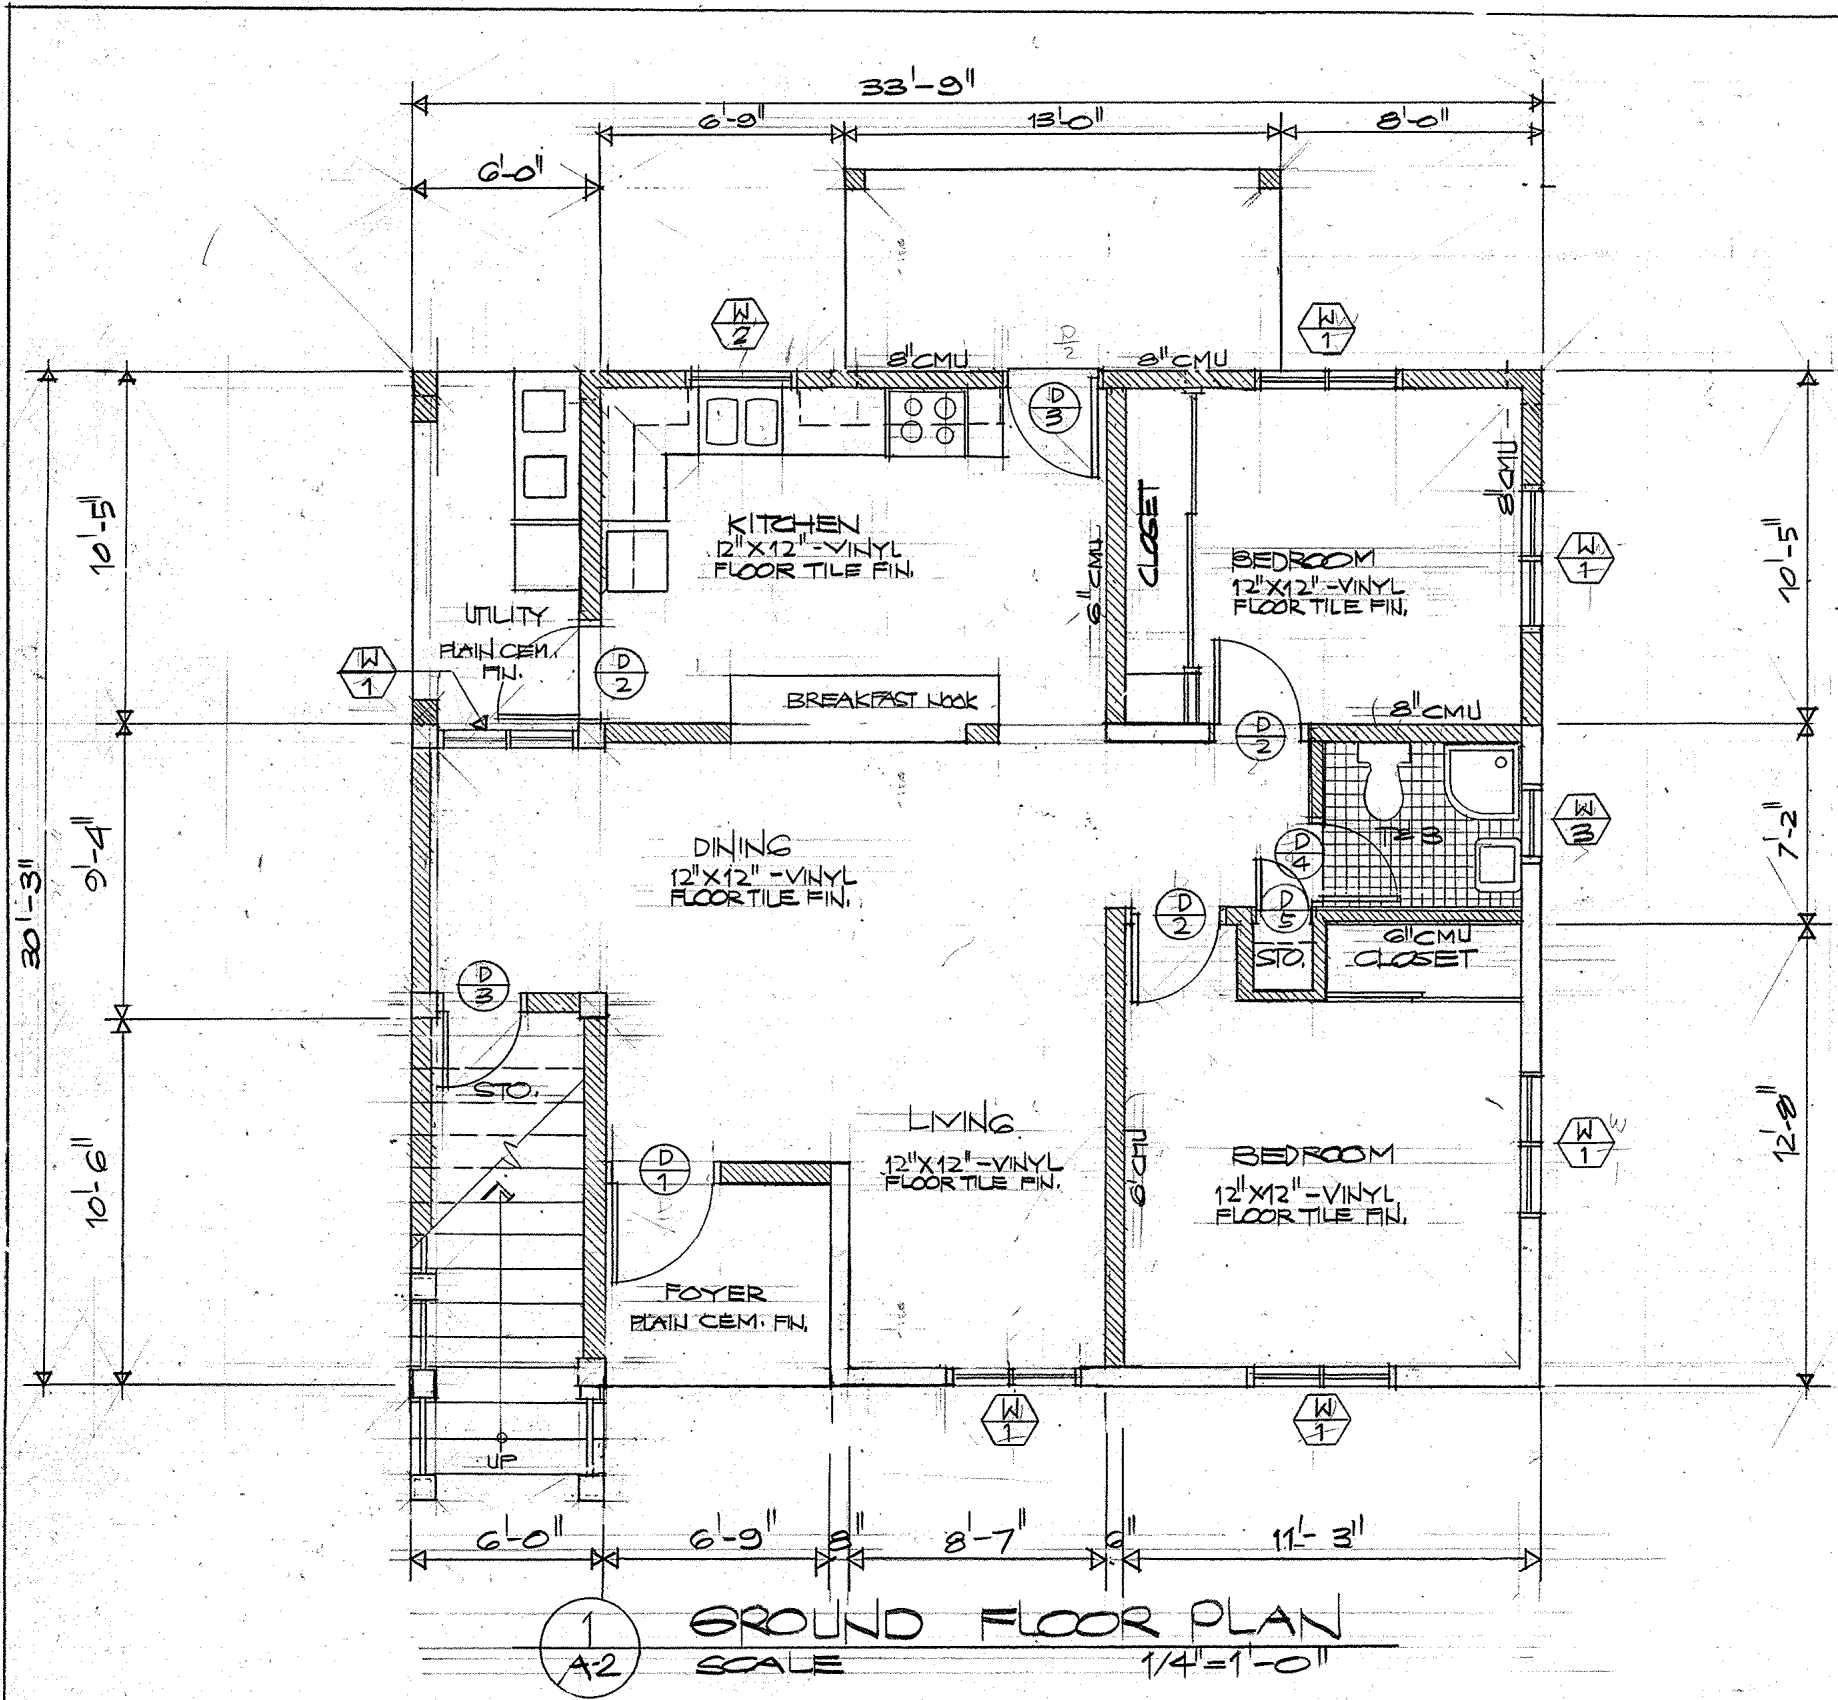 33'-9"
6'-9"
13'-0"
8'-0"
6'-0"
W
2
W
1
8" CMU
D
2
8" CMU
D
3
10'-5"
KITCHEN
12"X12"-VINYL
FLOOR TILE FIN.
6" CMU
CLOSET
BEDROOM
12"X12"-VINYL
FLOOR TILE FIN.
8" CMU
W
1
10'-5"
UTILITY
PLAIN CEM.
FIN.
W
1
D
2
BREAKFAST NOOK
8" CMU
D
2
30'-3"
9'-4"
DINING
12"X12"-VINYL
FLOOR TILE FIN.
D
4
T & B
W
3
7'-2"
D
2
D
5
6" CMU
STO.
CLOSET
D
3
STO.
10'-6"
LIVING
12"X12"-VINYL
FLOOR TILE FIN.
6" CMU
BEDROOM
12"X12"-VINYL
FLOOR TILE FIN.
W
1
12'-8"
D
1
FOYER
PLAIN CEM. FIN.
W
1
W
1
UP
6'-0"
6'-9"
8"
8'-7"
6"
11'-3"
1
A-2
GROUND FLOOR PLAN
SCALE 1/4"=1'-0"